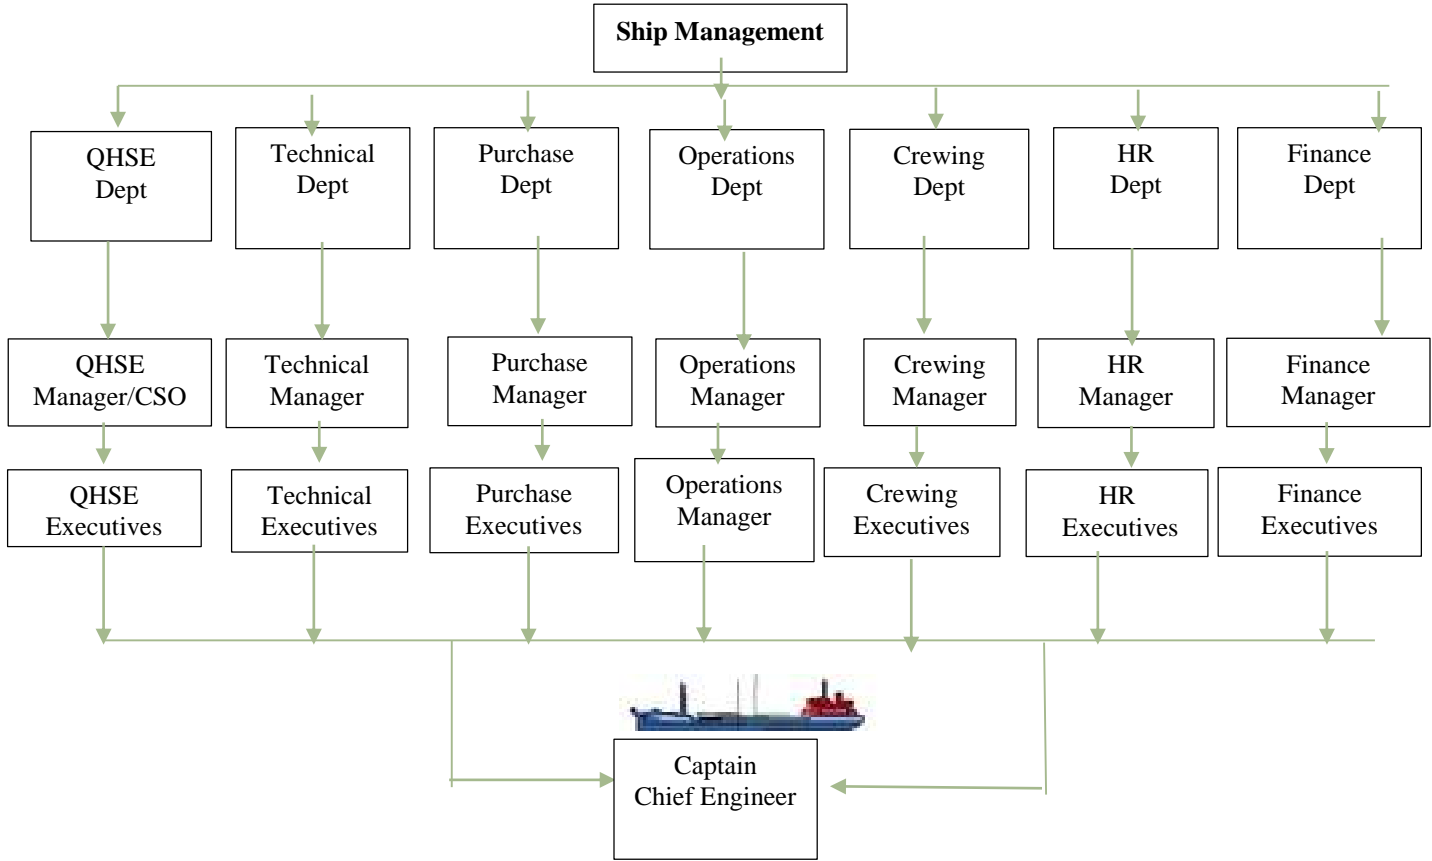 Ship Management
QHSE
Dept
Technical
Dept
Purchase
Dept
Operations
Dept
Crewing
Dept
HR
Dept
Finance
Dept
QHSE
Manager/CSO
Technical
Manager
Purchase
Manager
Operations
Manager
Crewing
Manager
HR
Manager
Finance
Manager
QHSE
Executives
Technical
Executives
Purchase
Executives
Operations
Manager
Crewing
Executives
HR
Executives
Finance
Executives
Captain
Chief Engineer